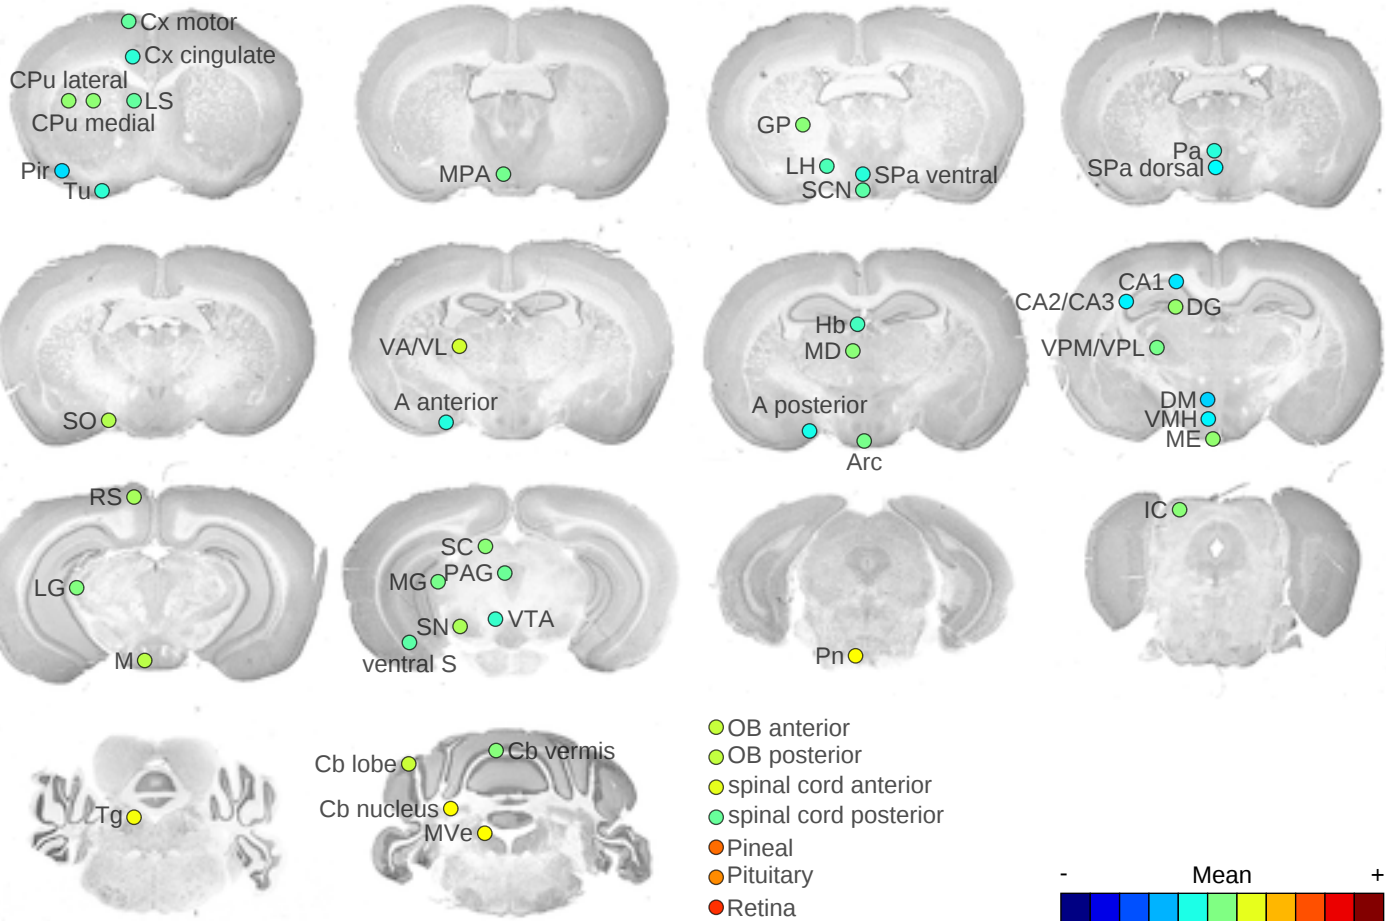 Cx motor
Cx cingulate
CPu lateral
LS
CPu medial
Pir
Tu
MPA
GP
LH
SPa ventral
SCN
Pa
SPa dorsal
SO
VA/VL
A anterior
Hb
MD
A posterior
Arc
CA1
CA2/CA3
DG
VPM/VPL
DM
VMH
ME
RS
LG
M
SC
MG
PAG
SN
VTA
ventral S
Pn
IC
Tg
Cb lobe
Cb vermis
Cb nucleus
MVe
OB anterior
OB posterior
spinal cord anterior
spinal cord posterior
Pineal
Pituitary
Retina
- Mean +